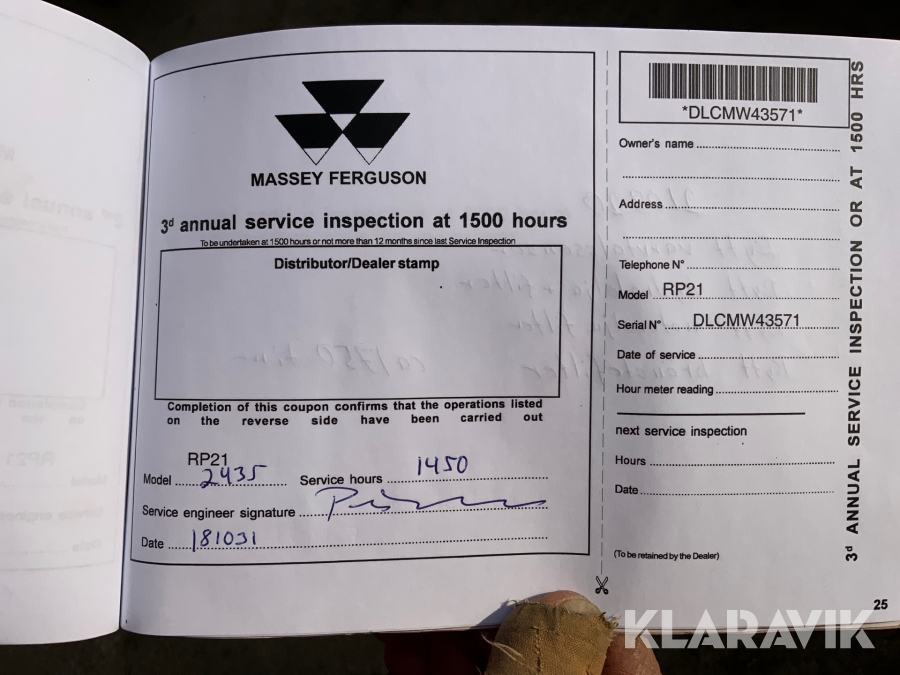 MASSEY FERGUSON
3ᵈ annual service inspection at 1500 hours
To be undertaken at 1500 hours or not more than 12 months since last Service Inspection
Distributor/Dealer stamp
Completion of this coupon confirms that the operations listed
on the reverse side have been carried out
RP21
Model 2435 Service hours 1450
Service engineer signature
Date 181031
*DLCMW43571*
Owner's name
Address
Telephone N°
Model RP21
Serial N° DLCMW43571
Date of service
Hour meter reading
next service inspection
Hours
Date
(To be retained by the Dealer)
3ᵈ ANNUAL SERVICE INSPECTION OR AT 1500 HRS
25
KLARAVIK